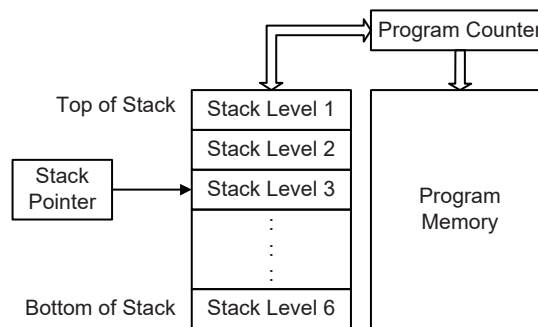 Program Counter
Top of Stack
Stack Level 1
Stack Level 2
Stack
Pointer
Stack Level 3
:
:
:
Program
Memory
Bottom of Stack
Stack Level 6